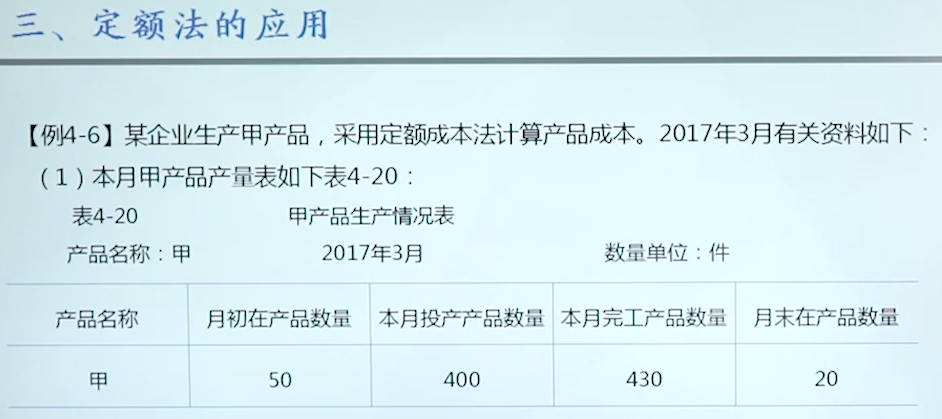 三、定额法的应用
【例4-6】某企业生产甲产品，采用定额成本法计算产品成本。2017年3月有关资料如下：
（1）本月甲产品产量表如下表4-20：
表4-20 甲产品生产情况表
产品名称：甲 2017年3月 数量单位：件
产品名称 月初在产品数量 本月投产产品数量 本月完工产品数量 月末在产品数量
甲 50 400 430 20